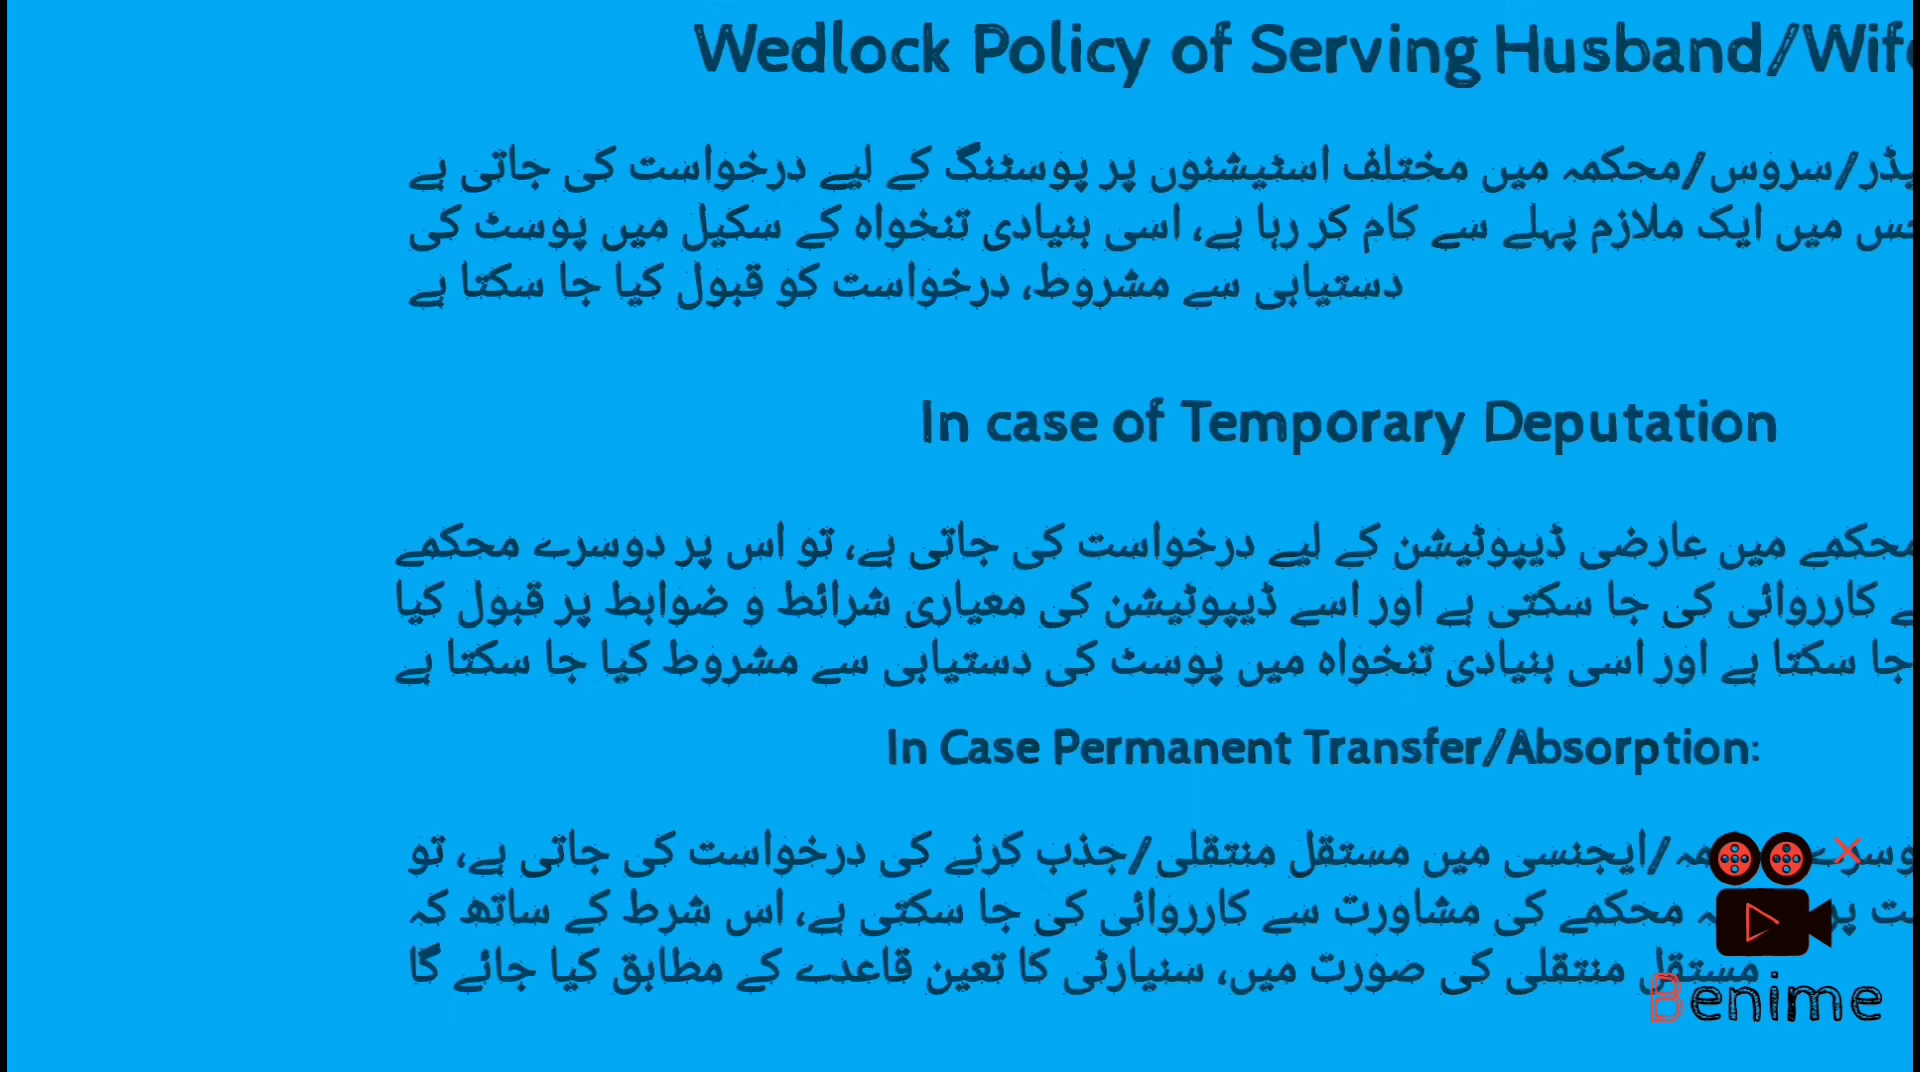 Wedlock Policy of Serving Husband/Wife
/سروس/محکمہ میں مختلف اسٹیشنوں پر پوسٹنگ کے لیے درخواست کی جاتی ہے
میں ایک ملازم پہلے سے کام کر رہا ہے، اسی بنیادی تنخواہ کے سکیل میں پوسٹ کی
دستیابی سے مشروط، درخواست کو قبول کیا جا سکتا ہے
In case of Temporary Deputation
محکمے میں عارضی ڈیپوٹیشن کے لیے درخواست کی جاتی ہے، تو اس پر دوسرے محکمے
کارروائی کی جا سکتی ہے اور اسے ڈیپوٹیشن کی معیاری شرائط و ضوابط پر قبول کیا
جا سکتا ہے اور اسی بنیادی تنخواہ میں پوسٹ کی دستیابی سے مشروط کیا جا سکتا ہے
In Case Permanent Transfer/Absorption:
/ایجنسی میں مستقل منتقلی/جذب کرنے کی درخواست کی جاتی ہے، تو
پر محکمے کی مشاورت سے کارروائی کی جا سکتی ہے، اس شرط کے ساتھ کہ
مستقل منتقلی کی صورت میں، سنیارٹی کا تعین قاعدے کے مطابق کیا جائے گا
Benime